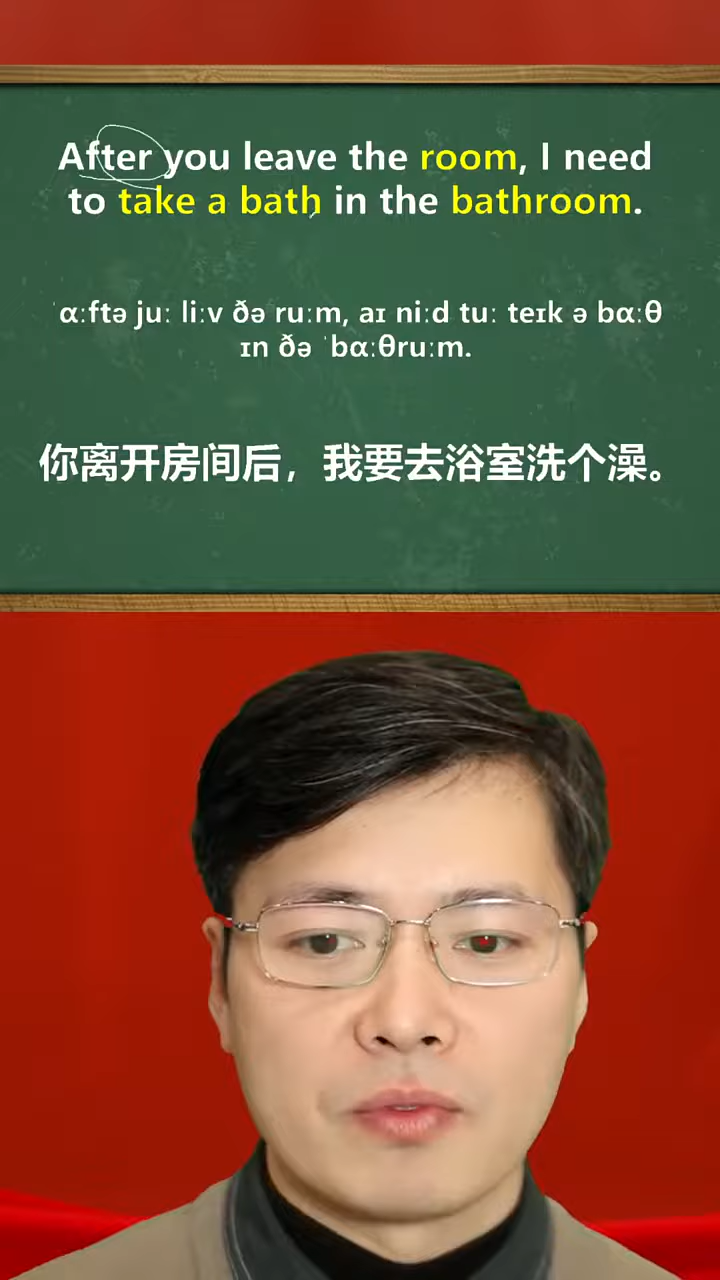 After you leave the room, I need
to take a bath in the bathroom.
ˈɑːftə juː liːv ðə ruːm, aɪ niːd tuː teɪk ə bɑːθ
ɪn ðə ˈbɑːθruːm.
你离开房间后，我要去浴室洗个澡。